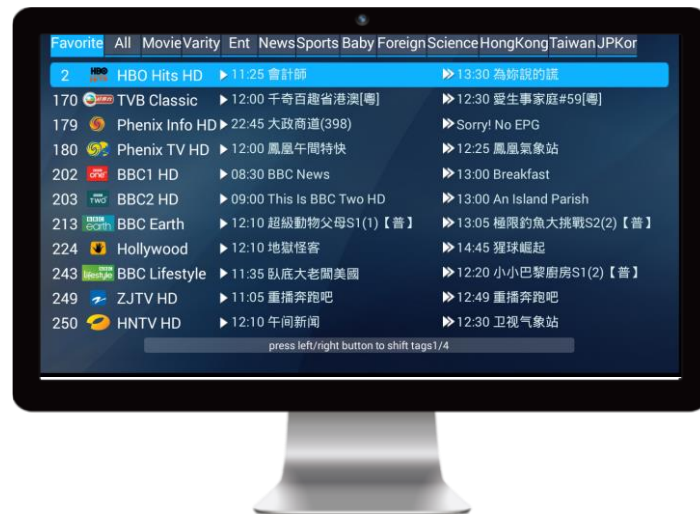 Favorite All Movie Varity Ent News Sports Baby Foreign Science HongKong Taiwan JPKor
2 HBO HBO Hits HD ▶ 11:25 會計師 ⏩ 13:30 為妳說的謊
170 TVB Classic ▶ 12:00 千奇百趣省港澳[粵] ⏩ 12:30 愛生事家庭#59[粵]
179 Phenix Info HD ▶ 22:45 大政商道(398) ⏩ Sorry! No EPG
180 Phenix TV HD ▶ 12:00 鳳凰午間特快 ⏩ 12:25 鳳凰氣象站
202 one BBC1 HD ▶ 08:30 BBC News ⏩ 13:00 Breakfast
203 TWO BBC2 HD ▶ 09:00 This Is BBC Two HD ⏩ 13:00 An Island Parish
213 BBC earth BBC Earth ▶ 12:10 超級動物父母S1(1)【普】 ⏩ 13:05 極限釣魚大挑戰S2(2)【普】
224 Hollywood ▶ 12:10 地獄怪客 ⏩ 14:45 猩球崛起
243 lifestyle BBC Lifestyle ▶ 11:35 臥底大老闆美國 ⏩ 12:20 小小巴黎廚房S1(2)【普】
249 ZJTV HD ▶ 11:05 重播奔跑吧 ⏩ 12:49 重播奔跑吧
250 HNTV HD ▶ 12:10 午间新闻 ⏩ 12:30 卫视气象站
press left/right button to shift tags1/4